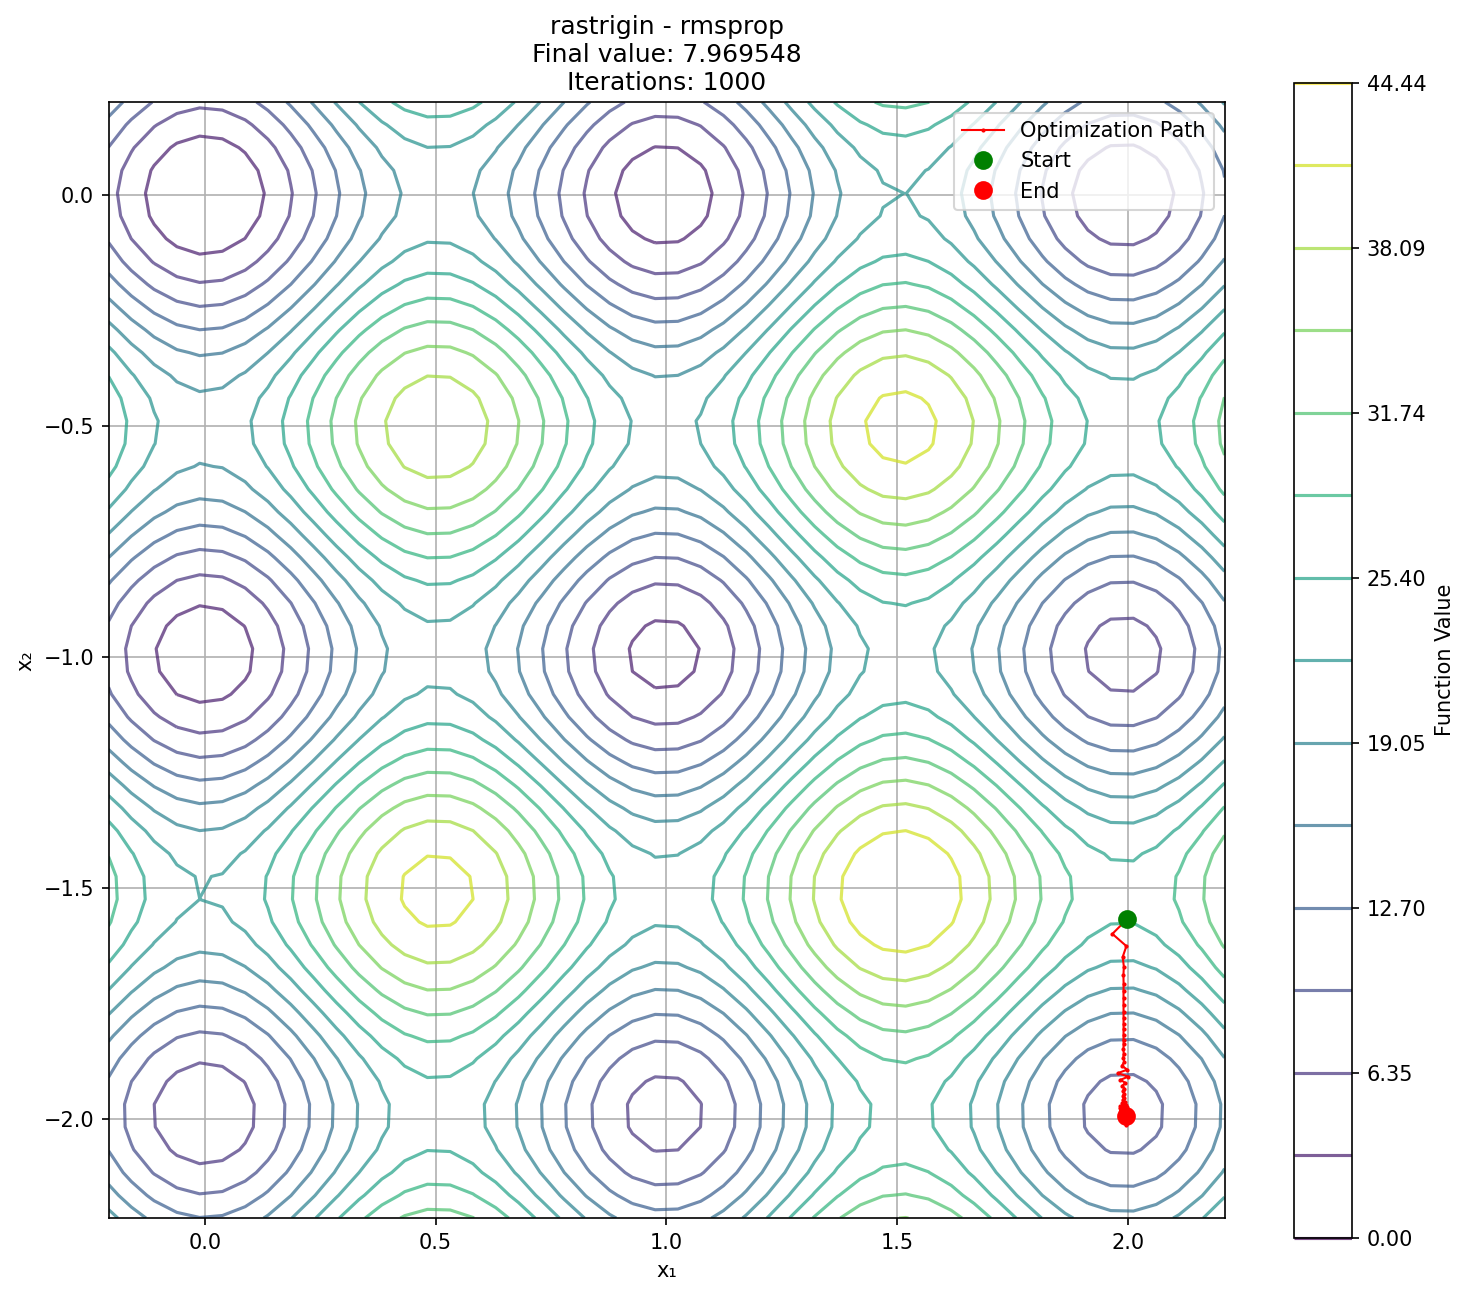 rastrigin - rmsprop
Final value: 7.969548
Iterations: 1000
Optimization Path
Start
End
0.0
−0.5
−1.0
−1.5
−2.0
x₂
0.0
0.5
1.0
1.5
2.0
x₁
44.44
38.09
31.74
25.40
19.05
12.70
6.35
0.00
Function Value